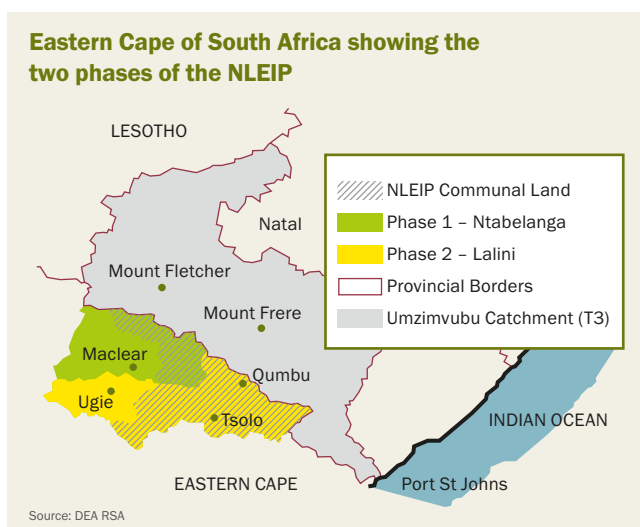 Eastern Cape of South Africa showing the
two phases of the NLEIP
LESOTHO
NLEIP Communal Land
Phase 1 – Ntabelanga
Natal
Phase 2 – Lalini
Mount Fletcher
Provincial Borders
Mount Frere
Umzimvubu Catchment (T3)
Maclear
Qumbu
Ugie
Tsolo
INDIAN OCEAN
EASTERN CAPE
Port St Johns
Source: DEA RSA